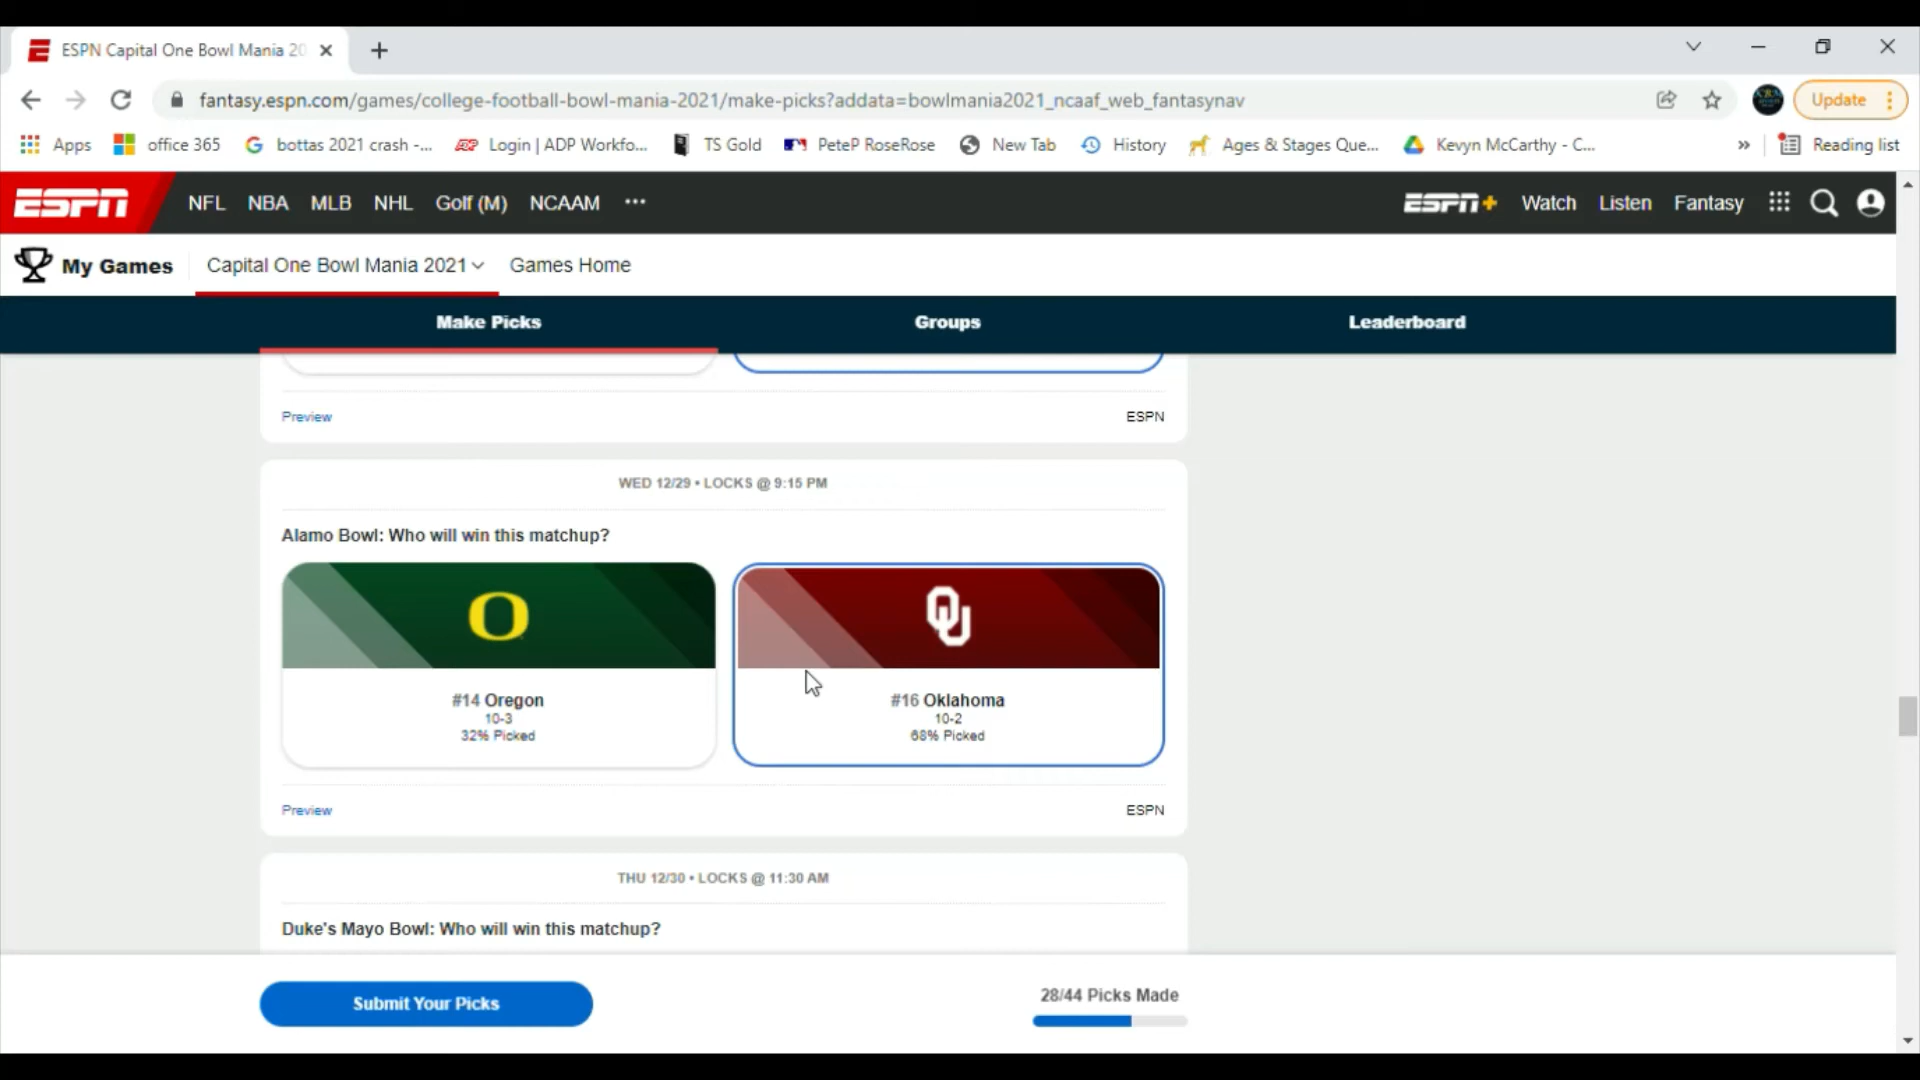 ESPN Capital One Bowl Mania 20
fantasy.espn.com/games/college-football-bowl-mania-2021/make-picks?addata=bowlmania2021_ncaaf_web_fantasynav
Update
Apps office 365 bottas 2021 crash -... Login | ADP Workfo... TS Gold PeteP RoseRose New Tab History Ages & Stages Que... Kevyn McCarthy - C... » Reading list
ESPN NFL NBA MLB NHL Golf (M) NCAAM ... ESPN+ Watch Listen Fantasy
My Games Capital One Bowl Mania 2021 Games Home
Make Picks Groups Leaderboard
Preview ESPN
WED 12/29 • LOCKS @ 9:15 PM
Alamo Bowl: Who will win this matchup?
O OU
#14 Oregon #16 Oklahoma
10-3 10-2
32% Picked 68% Picked
Preview ESPN
THU 12/30 • LOCKS @ 11:30 AM
Duke's Mayo Bowl: Who will win this matchup?
Submit Your Picks 28/44 Picks Made